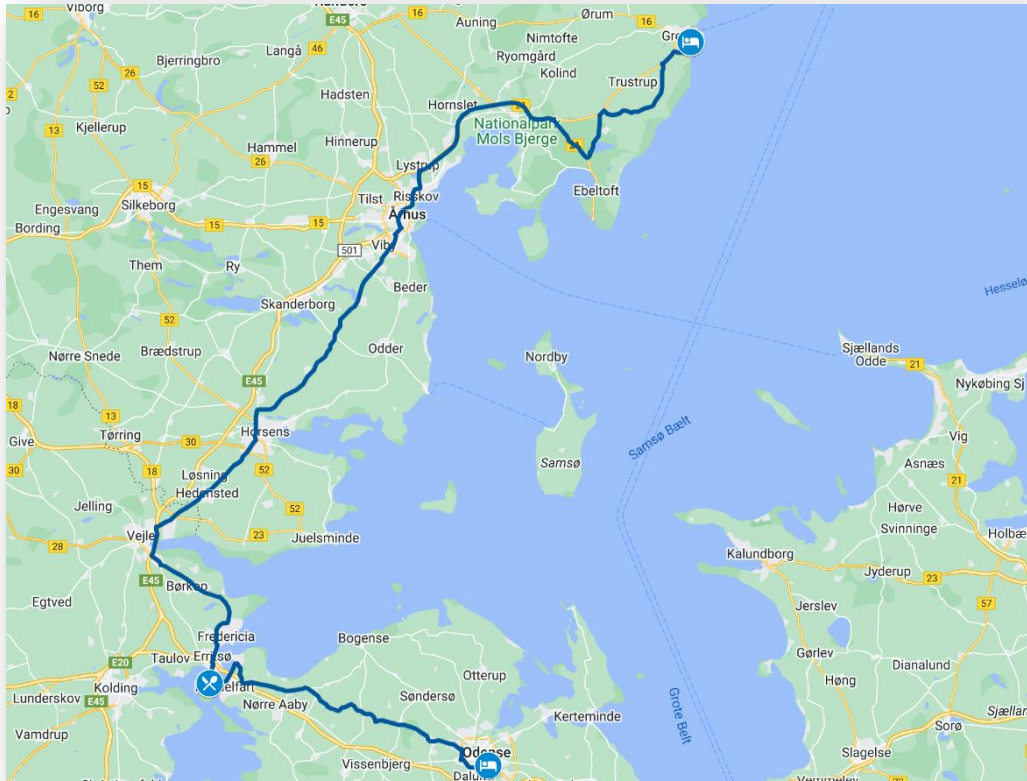 Viborg
16
E45
Auning
16
Ørum
Nimtofte
Ryomgård
Kolind
16
Trustrup
Langå
46
Bjerringbro
26
52
Hadsten
Hornslet
Nationalpark
Mols Bjerge
21
Kjellerup
13
26
Hammel
26
Hinnerup
Lystrup
Ebeltoft
15
Silkeborg
Tilst
Risskov
Århus
Engesvang
Bording
15
15
501
Viby
Them
Ry
Beder
Skanderborg
52
Hesselø
Nørre Snede
Brædstrup
Odder
Nordby
Sjællands
Odde
21
Nykøbing Sj
E45
18
Give
13
Tørring
30
Horsens
Samsø Bælt
Vig
30
18
Løsning
52
Samsø
Asnæs
21
Jelling
Hedensted
52
Hørve
Svinninge
Vejle
23
Juelsminde
Holbæ
28
Kalundborg
Jyderup
23
E45
Børkop
57
Egtved
Jerslev
Fredericia
Bogense
Gørlev
Dianalund
Taulov
Erritsø
Otterup
E20
Kolding
Lunderskov
E45
Nørre Aaby
Søndersø
Kerteminde
Grote Belt
Høng
Sorø
Sjæll
Vamdrup
Odense
Vissenbjerg
Slagelse